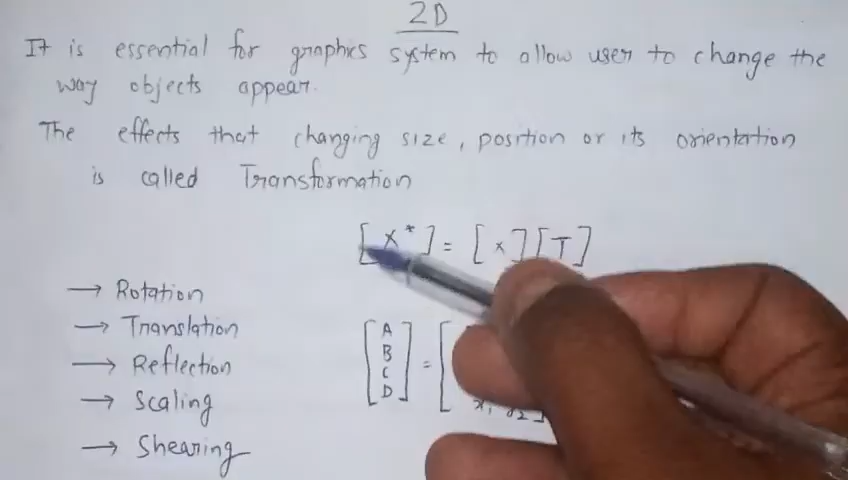 2D
It is essential for graphics system to allow user to change the
way objects appear.
The effects that changing size, position or its orientation
is called Transformation
[X*] = [x][T]
→ Rotation
→ Translation
→ Reflection
→ Scaling
→ Shearing
[A
B
C
D] = [
x, y2]